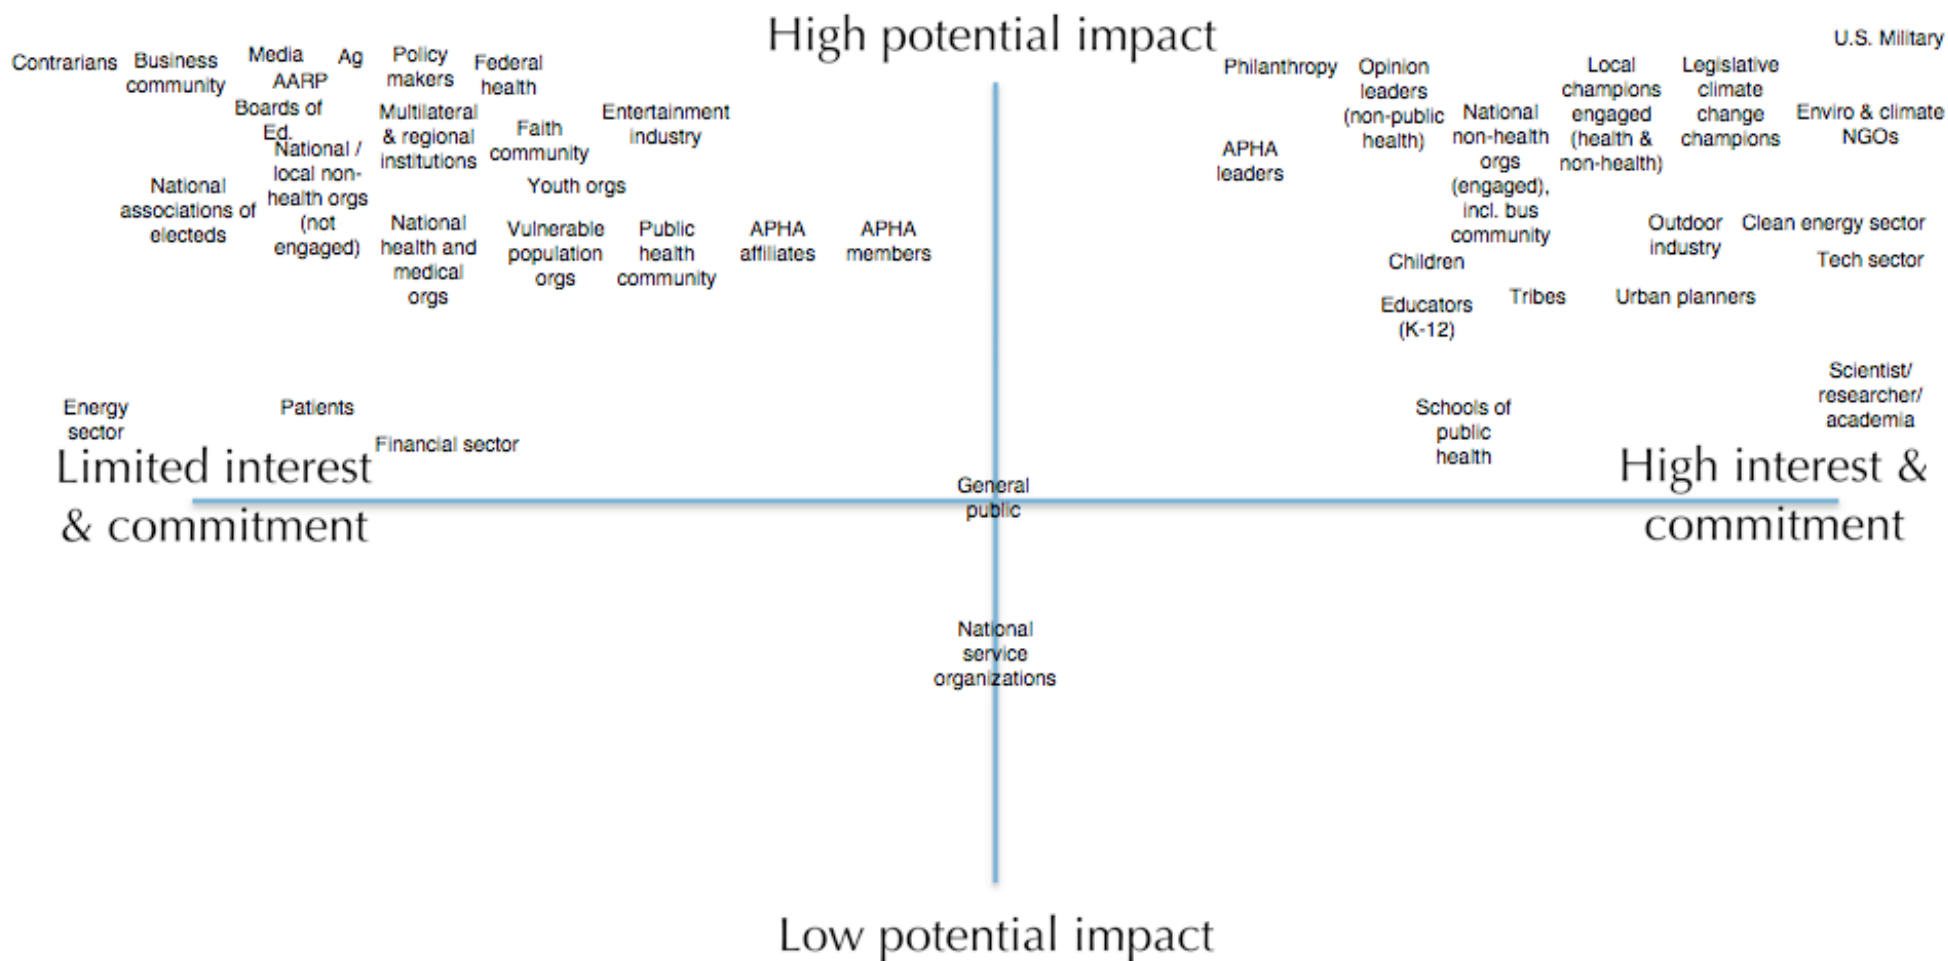 High potential impact
Contrarians
Business
community
Media
AARP
Boards of
Ed.
Ag
Policy
makers
Federal
health
National /
local non-
health orgs
(not
engaged)
Multilateral
& regional
institutions
Faith
community
Entertainment
industry
Youth orgs
National
associations of
electeds
National
health and
medical
orgs
Vulnerable
population
orgs
Public
health
community
APHA
affiliates
APHA
members
Energy
sector
Patients
Financial sector
Limited interest
& commitment
Philanthropy
Opinion
leaders
(non-public
health)
APHA
leaders
National
non-health
orgs
(engaged),
incl. bus
community
Local
champions
engaged
(health &
non-health)
Legislative
climate
change
champions
U.S. Military
Enviro & climate
NGOs
Outdoor
industry
Clean energy sector
Tech sector
Children
Educators
(K-12)
Tribes
Urban planners
Schools of
public
health
Scientist/
researcher/
academia
High interest &
commitment
General
public
National
service
organizations
Low potential impact